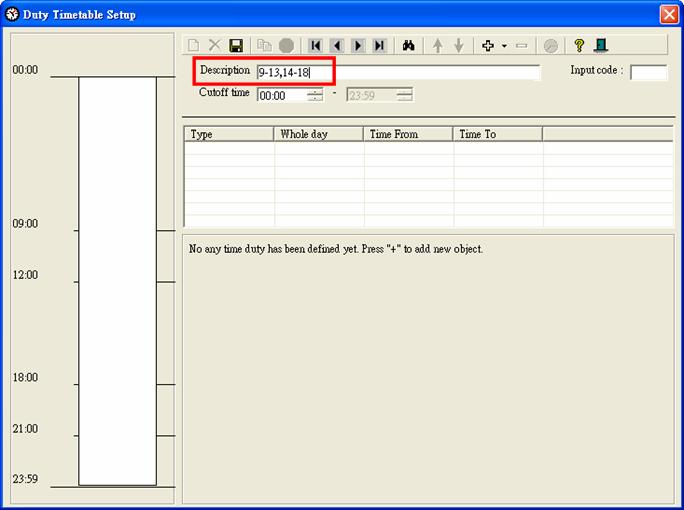 Duty Timetable Setup
Description 9-13,14-18 Input code :
Cutoff time 00:00 - 23:59
Type Whole day Time From Time To
No any time duty has been defined yet. Press "+" to add new object.
00:00
09:00
12:00
18:00
21:00
23:59